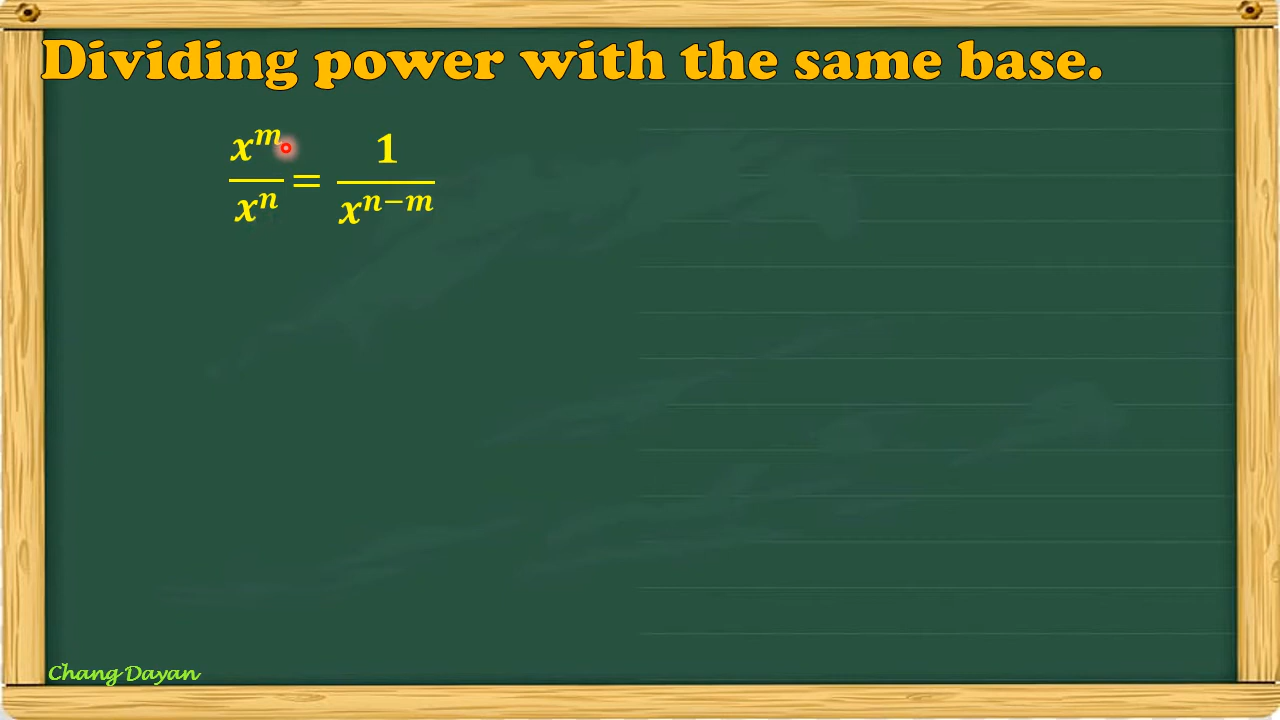 Dividing power with the same base.
x^m/x^n = 1/x^{n−m}
Chang Dayan